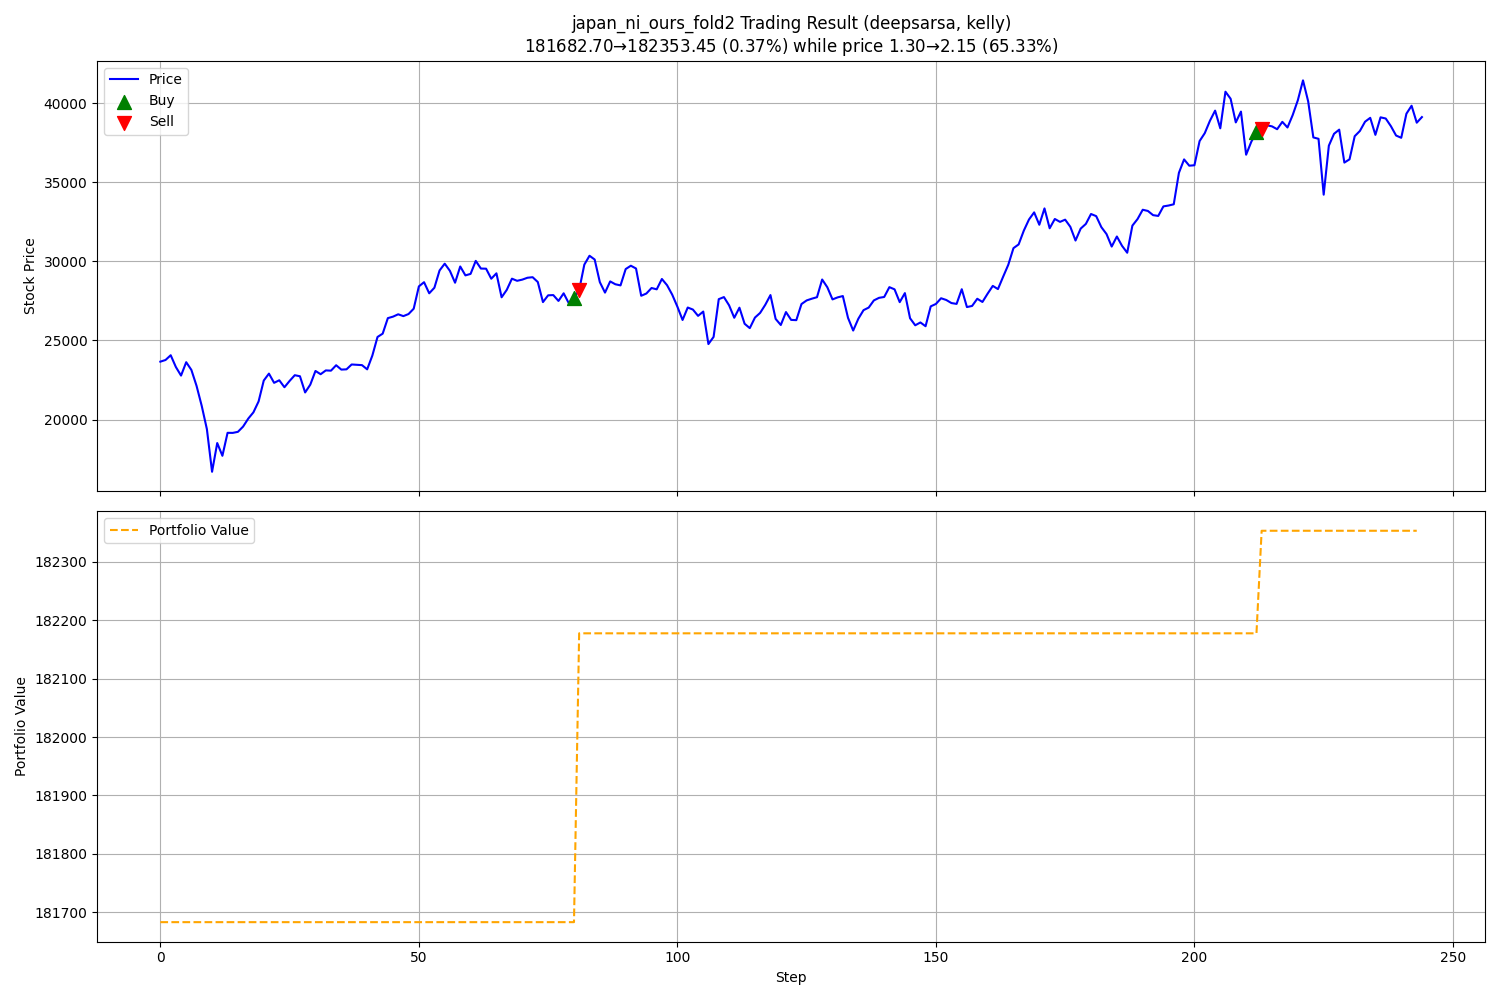 japan_ni_ours_fold2 Trading Result (deepsarsa, kelly)
181682.70→182353.45 (0.37%) while price 1.30→2.15 (65.33%)
Price
Buy
Sell
Stock Price
40000
35000
30000
25000
20000
Portfolio Value
Portfolio Value
182300
182200
182100
182000
181900
181800
181700
0 50 100 150 200 250
Step